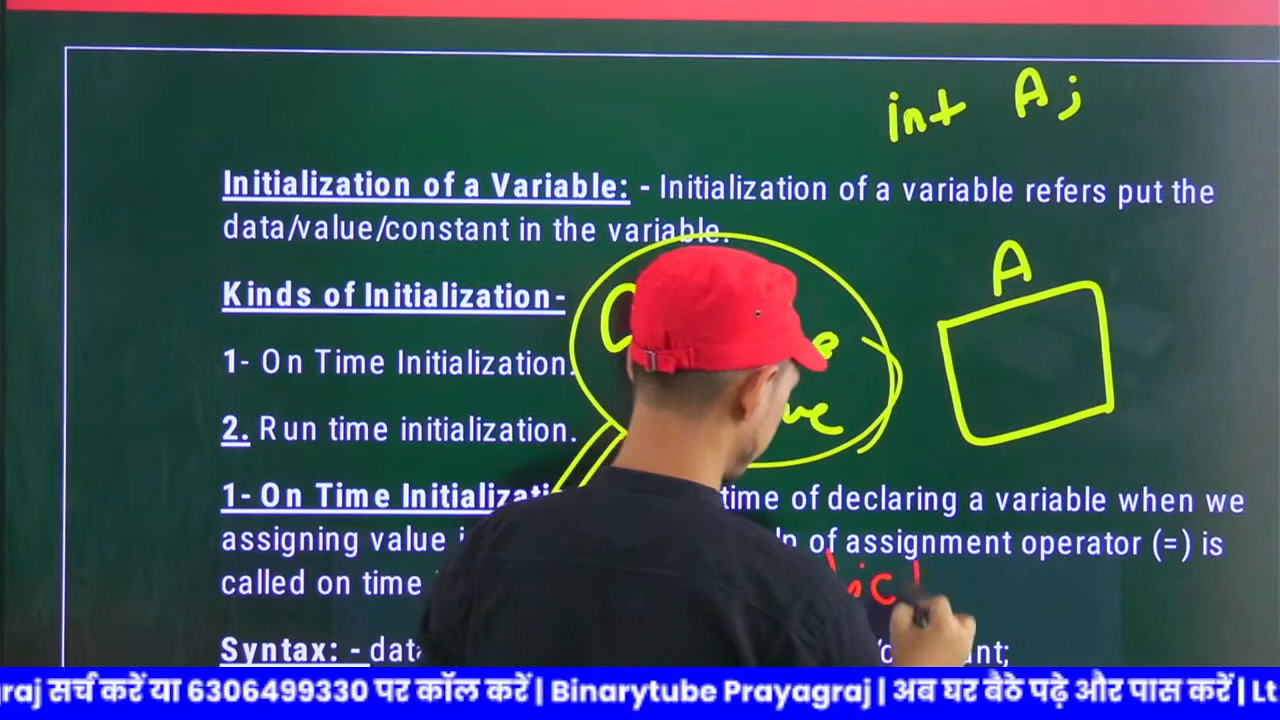 int A;
Initialization of a Variable: - Initialization of a variable refers put the
data/value/constant in the variable.
A
Kinds of Initialization-
1- On Time Initialization.
2. Run time initialization.
1- On Time time of declaring a variable when we
assigning value of assignment operator (=) is
called on time
Syntax: -
सर्च करें या 6306499330 पर कॉल करें | Binarytube Prayagraj | अब घर बैठे पढ़े और पास करें | Lt